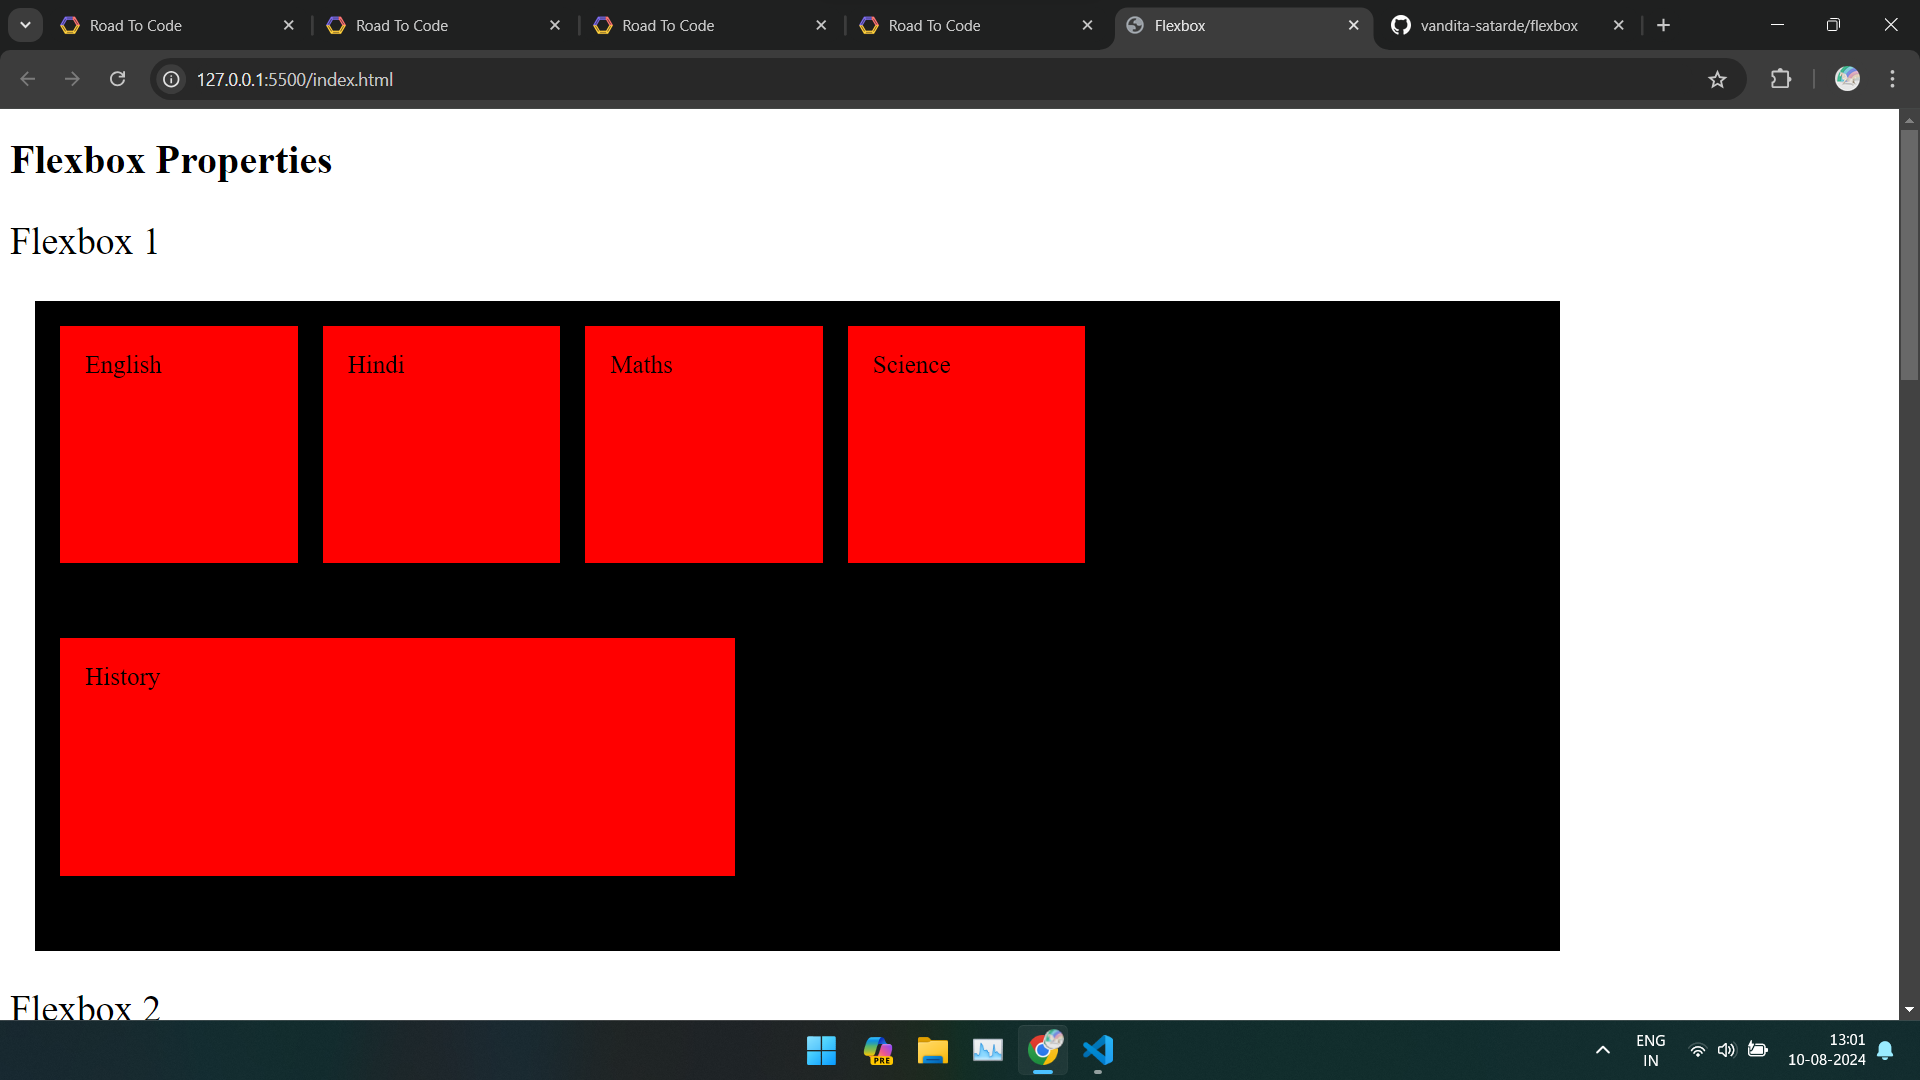 Road To Code
Road To Code
Road To Code
Road To Code
Flexbox
vandita-satarde/flexbox
127.0.0.1:5500/index.html
Flexbox Properties
Flexbox 1
English
Hindi
Maths
Science
History
Flexbox 2
PRE
ENG
IN
13:01
10-08-2024